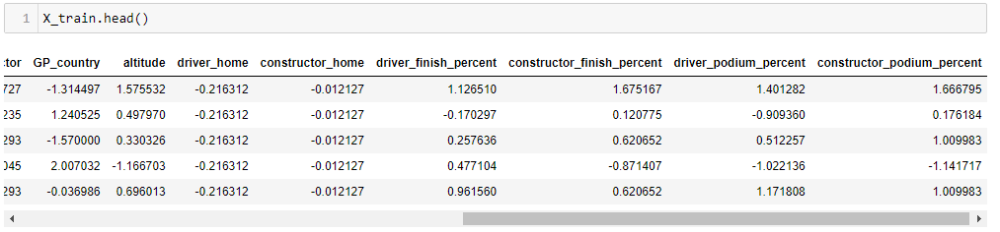 1 X_train.head()
ctor GP_country altitude driver_home constructor_home driver_finish_percent constructor_finish_percent driver_podium_percent constructor_podium_percent
727 -1.314497 1.575532 -0.216312 -0.012127 1.126510 1.675167 1.401282 1.666795
235 1.240525 0.497970 -0.216312 -0.012127 -0.170297 0.120775 -0.909360 0.176184
293 -1.570000 0.330326 -0.216312 -0.012127 0.257636 0.620652 0.512257 1.009983
045 2.007032 -1.166703 -0.216312 -0.012127 0.477104 -0.871407 -1.022136 -1.141717
293 -0.036986 0.696013 -0.216312 -0.012127 0.961560 0.620652 1.171808 1.009983